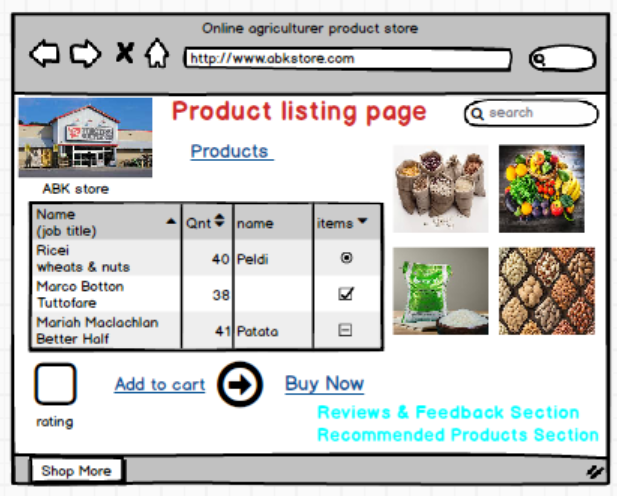 Online agriculturer product store
http://www.abkstore.com
Product listing page
search
Products
ABK store
Name
(job title)
Qnt
name
items
Ricei
wheats & nuts
40
Peldi
Marco Botton
Tuttofare
38
Mariah Maclachlan
Better Half
41
Patata
Add to cart
Buy Now
rating
Reviews & Feedback Section
Recommended Products Section
Shop More